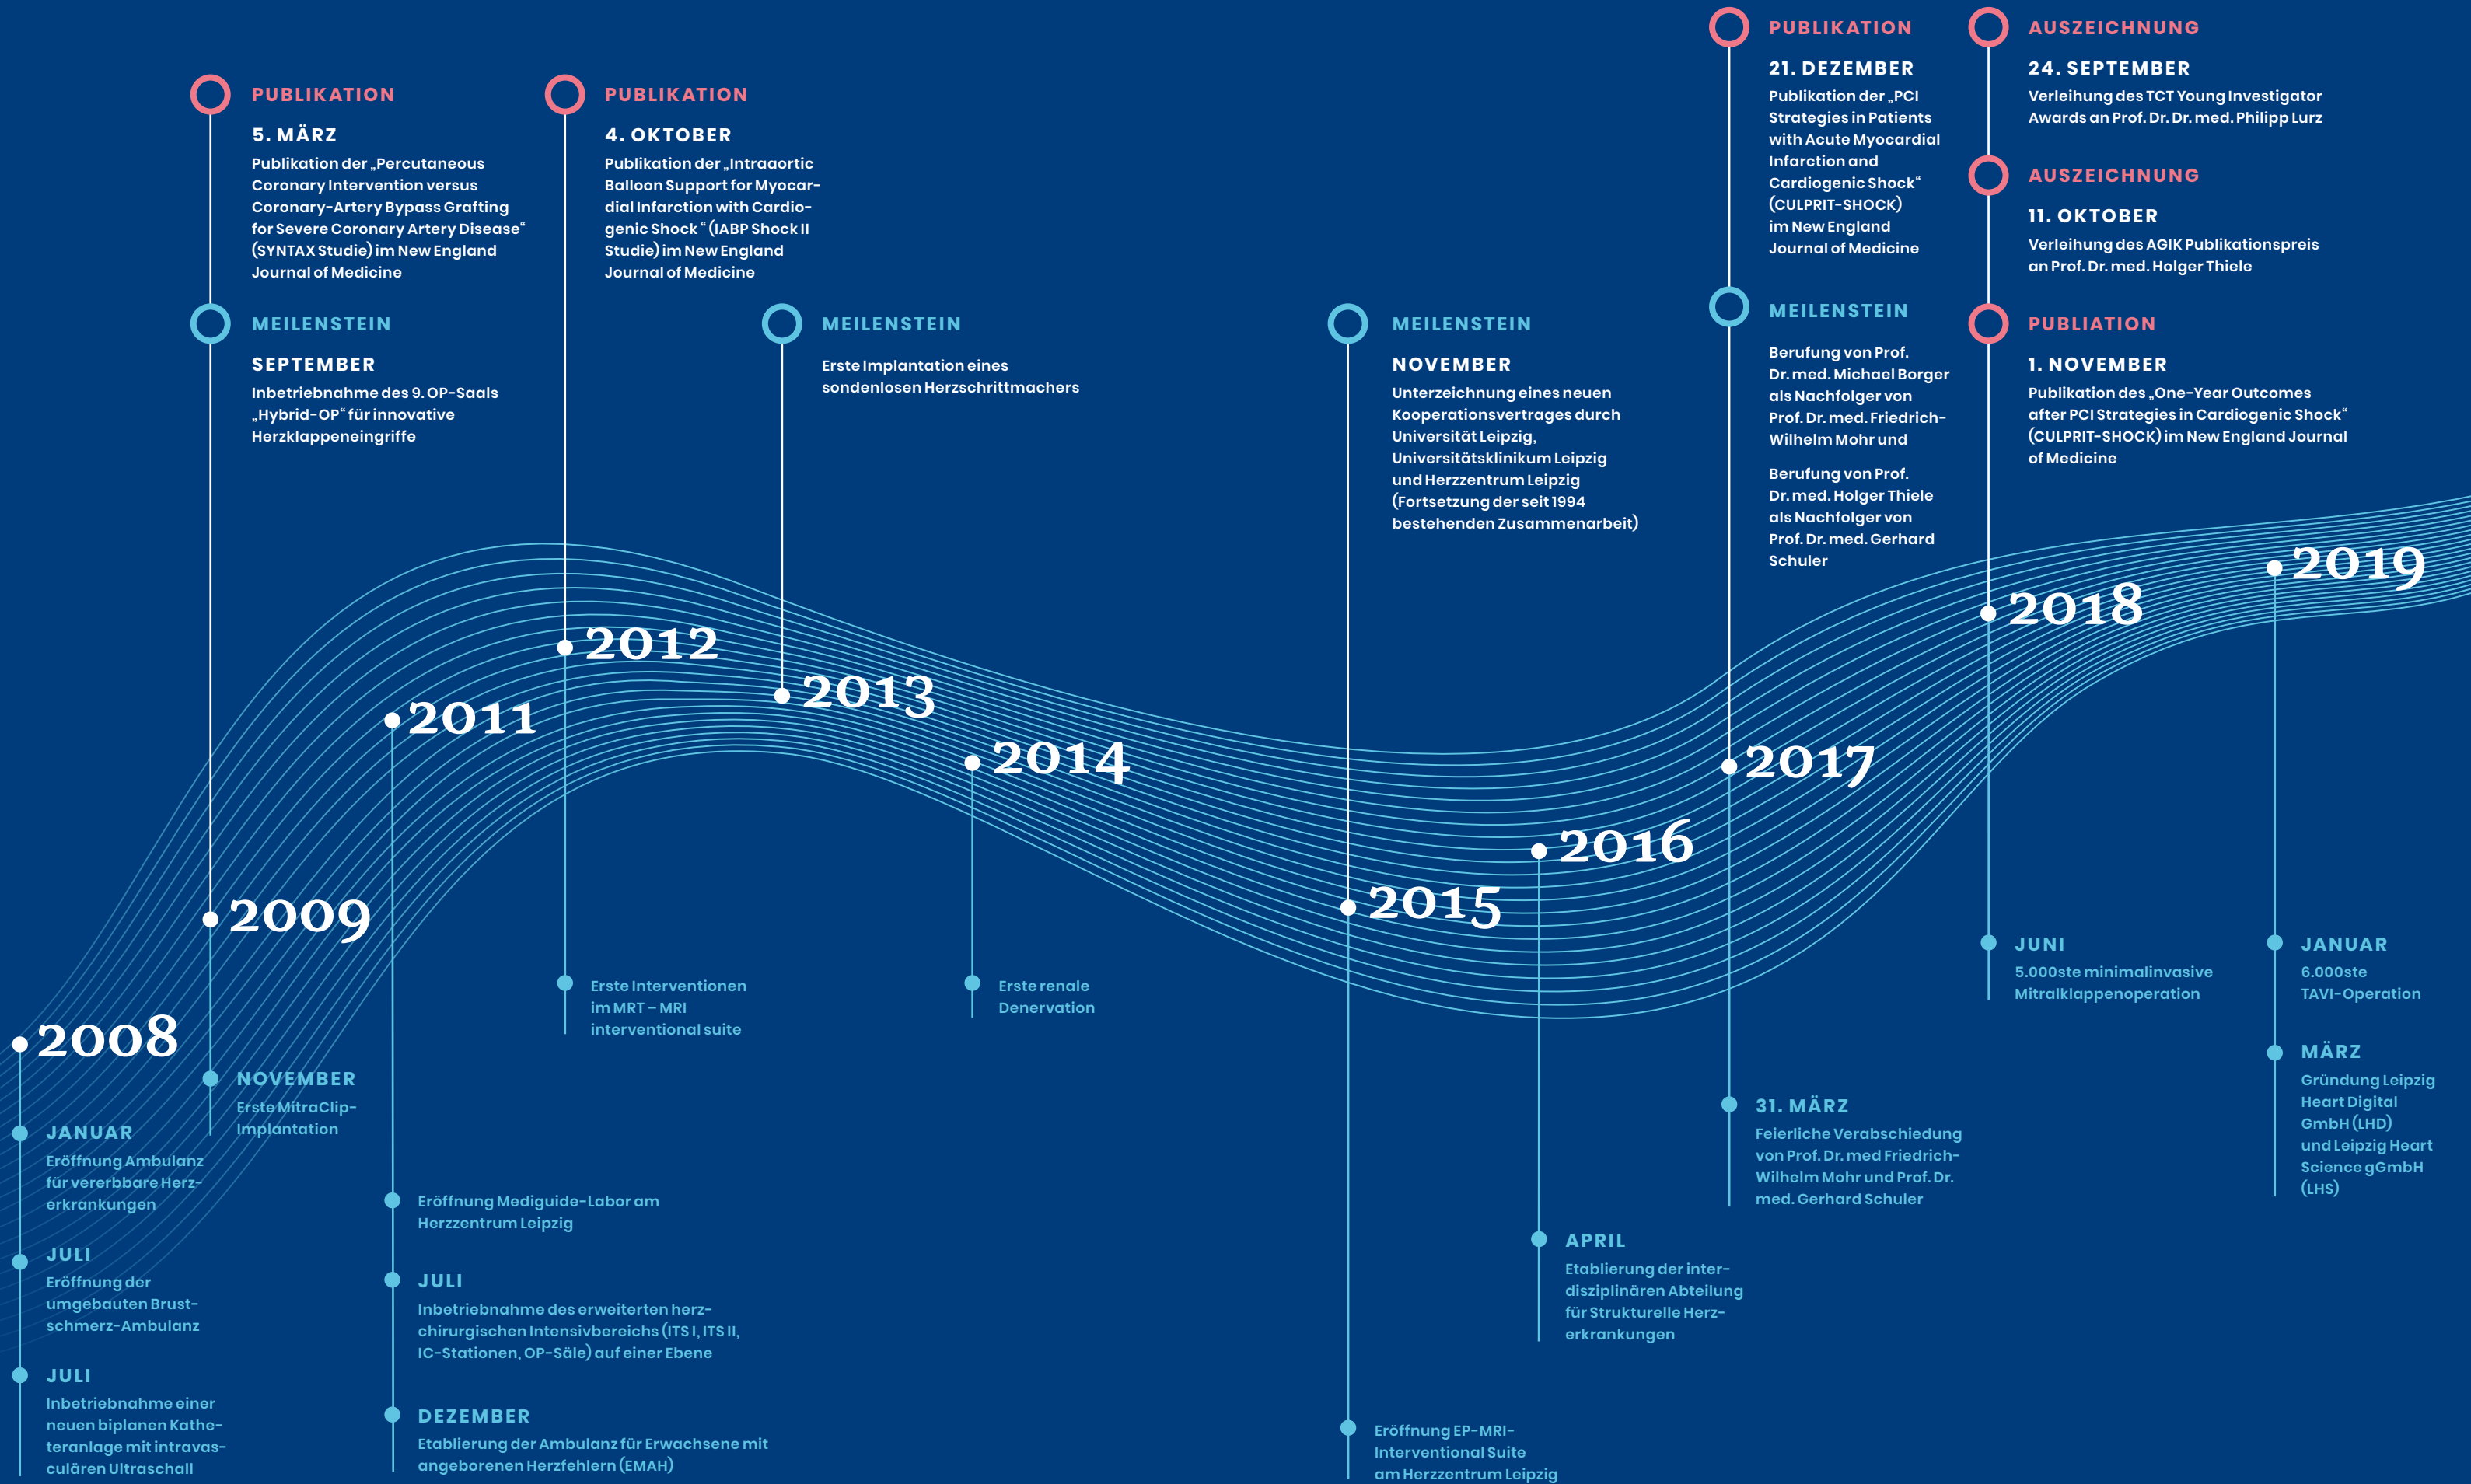 2008
JANUAR
Eröffnung Ambulanz
für vererbbare Herz-
erkrankungen
JULI
Eröffnung der
umgebauten Brust-
schmerz-Ambulanz
JULI
Inbetriebnahme einer
neuen biplanen Kathe-
teranlage mit intravas-
culären Ultraschall
PUBLIKATION
5. MÄRZ
Publikation der „Percutaneous
Coronary Intervention versus
Coronary-Artery Bypass Grafting
for Severe Coronary Artery Disease“
(SYNTAX Studie) im New England
Journal of Medicine
MEILENSTEIN
SEPTEMBER
Inbetriebnahme des 9. OP-Saals
„Hybrid-OP“ für innovative
Herzklappeneingriffe
2009
NOVEMBER
Erste MitraClip-
Implantation
2011
Eröffnung Mediguide-Labor am
Herzzentrum Leipzig
JULI
Inbetriebnahme des erweiterten herz-
chirurgischen Intensivbereichs (ITS I, ITS II,
IC-Stationen, OP-Säle) auf einer Ebene
DEZEMBER
Etablierung der Ambulanz für Erwachsene mit
angeborenen Herzfehlern (EMAH)
PUBLIKATION
4. OKTOBER
Publikation der „Intraaortic
Balloon Support for Myocar-
dial Infarction with Cardio-
genic Shock “ (IABP Shock II
Studie) im New England
Journal of Medicine
2012
Erste Interventionen
im MRT – MRI
interventional suite
MEILENSTEIN
Erste Implantation eines
sondenlosen Herzschrittmachers
2013
2014
Erste renale
Denervation
MEILENSTEIN
NOVEMBER
Unterzeichnung eines neuen
Kooperationsvertrages durch
Universität Leipzig,
Universitätsklinikum Leipzig
und Herzzentrum Leipzig
(Fortsetzung der seit 1994
bestehenden Zusammenarbeit)
2015
Eröffnung EP-MRI-
Interventional Suite
am Herzzentrum Leipzig
2016
APRIL
Etablierung der inter-
disziplinären Abteilung
für Strukturelle Herz-
erkrankungen
PUBLIKATION
21. DEZEMBER
Publikation der „PCI
Strategies in Patients
with Acute Myocardial
Infarction and
Cardiogenic Shock“
(CULPRIT-SHOCK)
im New England
Journal of Medicine
MEILENSTEIN
Berufung von Prof.
Dr. med. Michael Borger
als Nachfolger von
Prof. Dr. med. Friedrich-
Wilhelm Mohr und
Berufung von Prof.
Dr. med. Holger Thiele
als Nachfolger von
Prof. Dr. med. Gerhard
Schuler
2017
31. MÄRZ
Feierliche Verabschiedung
von Prof. Dr. med Friedrich-
Wilhelm Mohr und Prof. Dr.
med. Gerhard Schuler
AUSZEICHNUNG
24. SEPTEMBER
Verleihung des TCT Young Investigator
Awards an Prof. Dr. Dr. med. Philipp Lurz
AUSZEICHNUNG
11. OKTOBER
Verleihung des AGIK Publikationspreis
an Prof. Dr. med. Holger Thiele
PUBLIATION
1. NOVEMBER
Publikation des „One-Year Outcomes
after PCI Strategies in Cardiogenic Shock“
(CULPRIT-SHOCK) im New England Journal
of Medicine
2018
JUNI
5.000ste minimalinvasive
Mitralklappenoperation
2019
JANUAR
6.000ste
TAVI-Operation
MÄRZ
Gründung Leipzig
Heart Digital
GmbH (LHD)
und Leipzig Heart
Science gGmbH
(LHS)